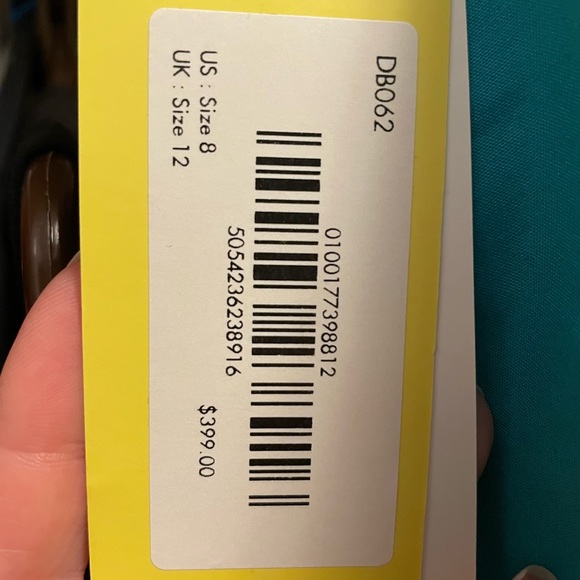 DB062
0100177398812
5054236238916
US : Size 8
UK : Size 12
$399.00